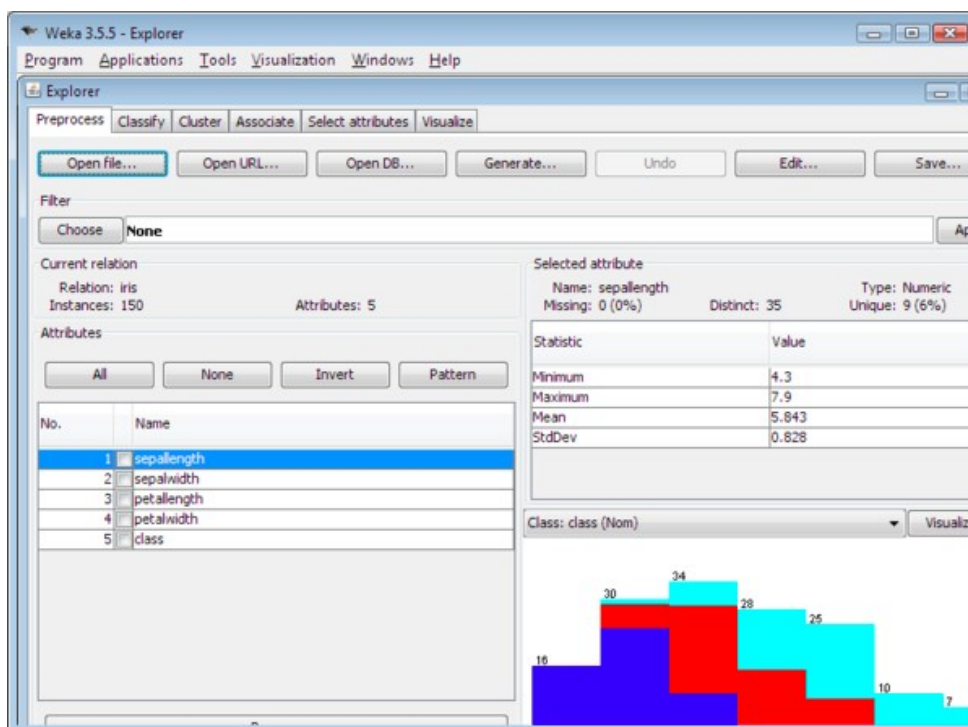 Weka 3.5.5 - Explorer
Program Applications Tools Visualization Windows Help
Explorer
Preprocess Classify Cluster Associate Select attributes Visualize
Open file... Open URL... Open DB... Generate... Undo Edit... Save...
Filter
Choose None Ap
Current relation
Relation: iris
Instances: 150 Attributes: 5
Selected attribute
Name: sepallength Type: Numeric
Missing: 0 (0%) Distinct: 35 Unique: 9 (6%)
Attributes
All None Invert Pattern
No. Name
1 sepallength
2 sepalwidth
3 petallength
4 petalwidth
5 class
Statistic Value
Minimum 4.3
Maximum 7.9
Mean 5.843
StdDev 0.828
Class: class (Nom) Visualiz
16 30 34 28 25 10 7